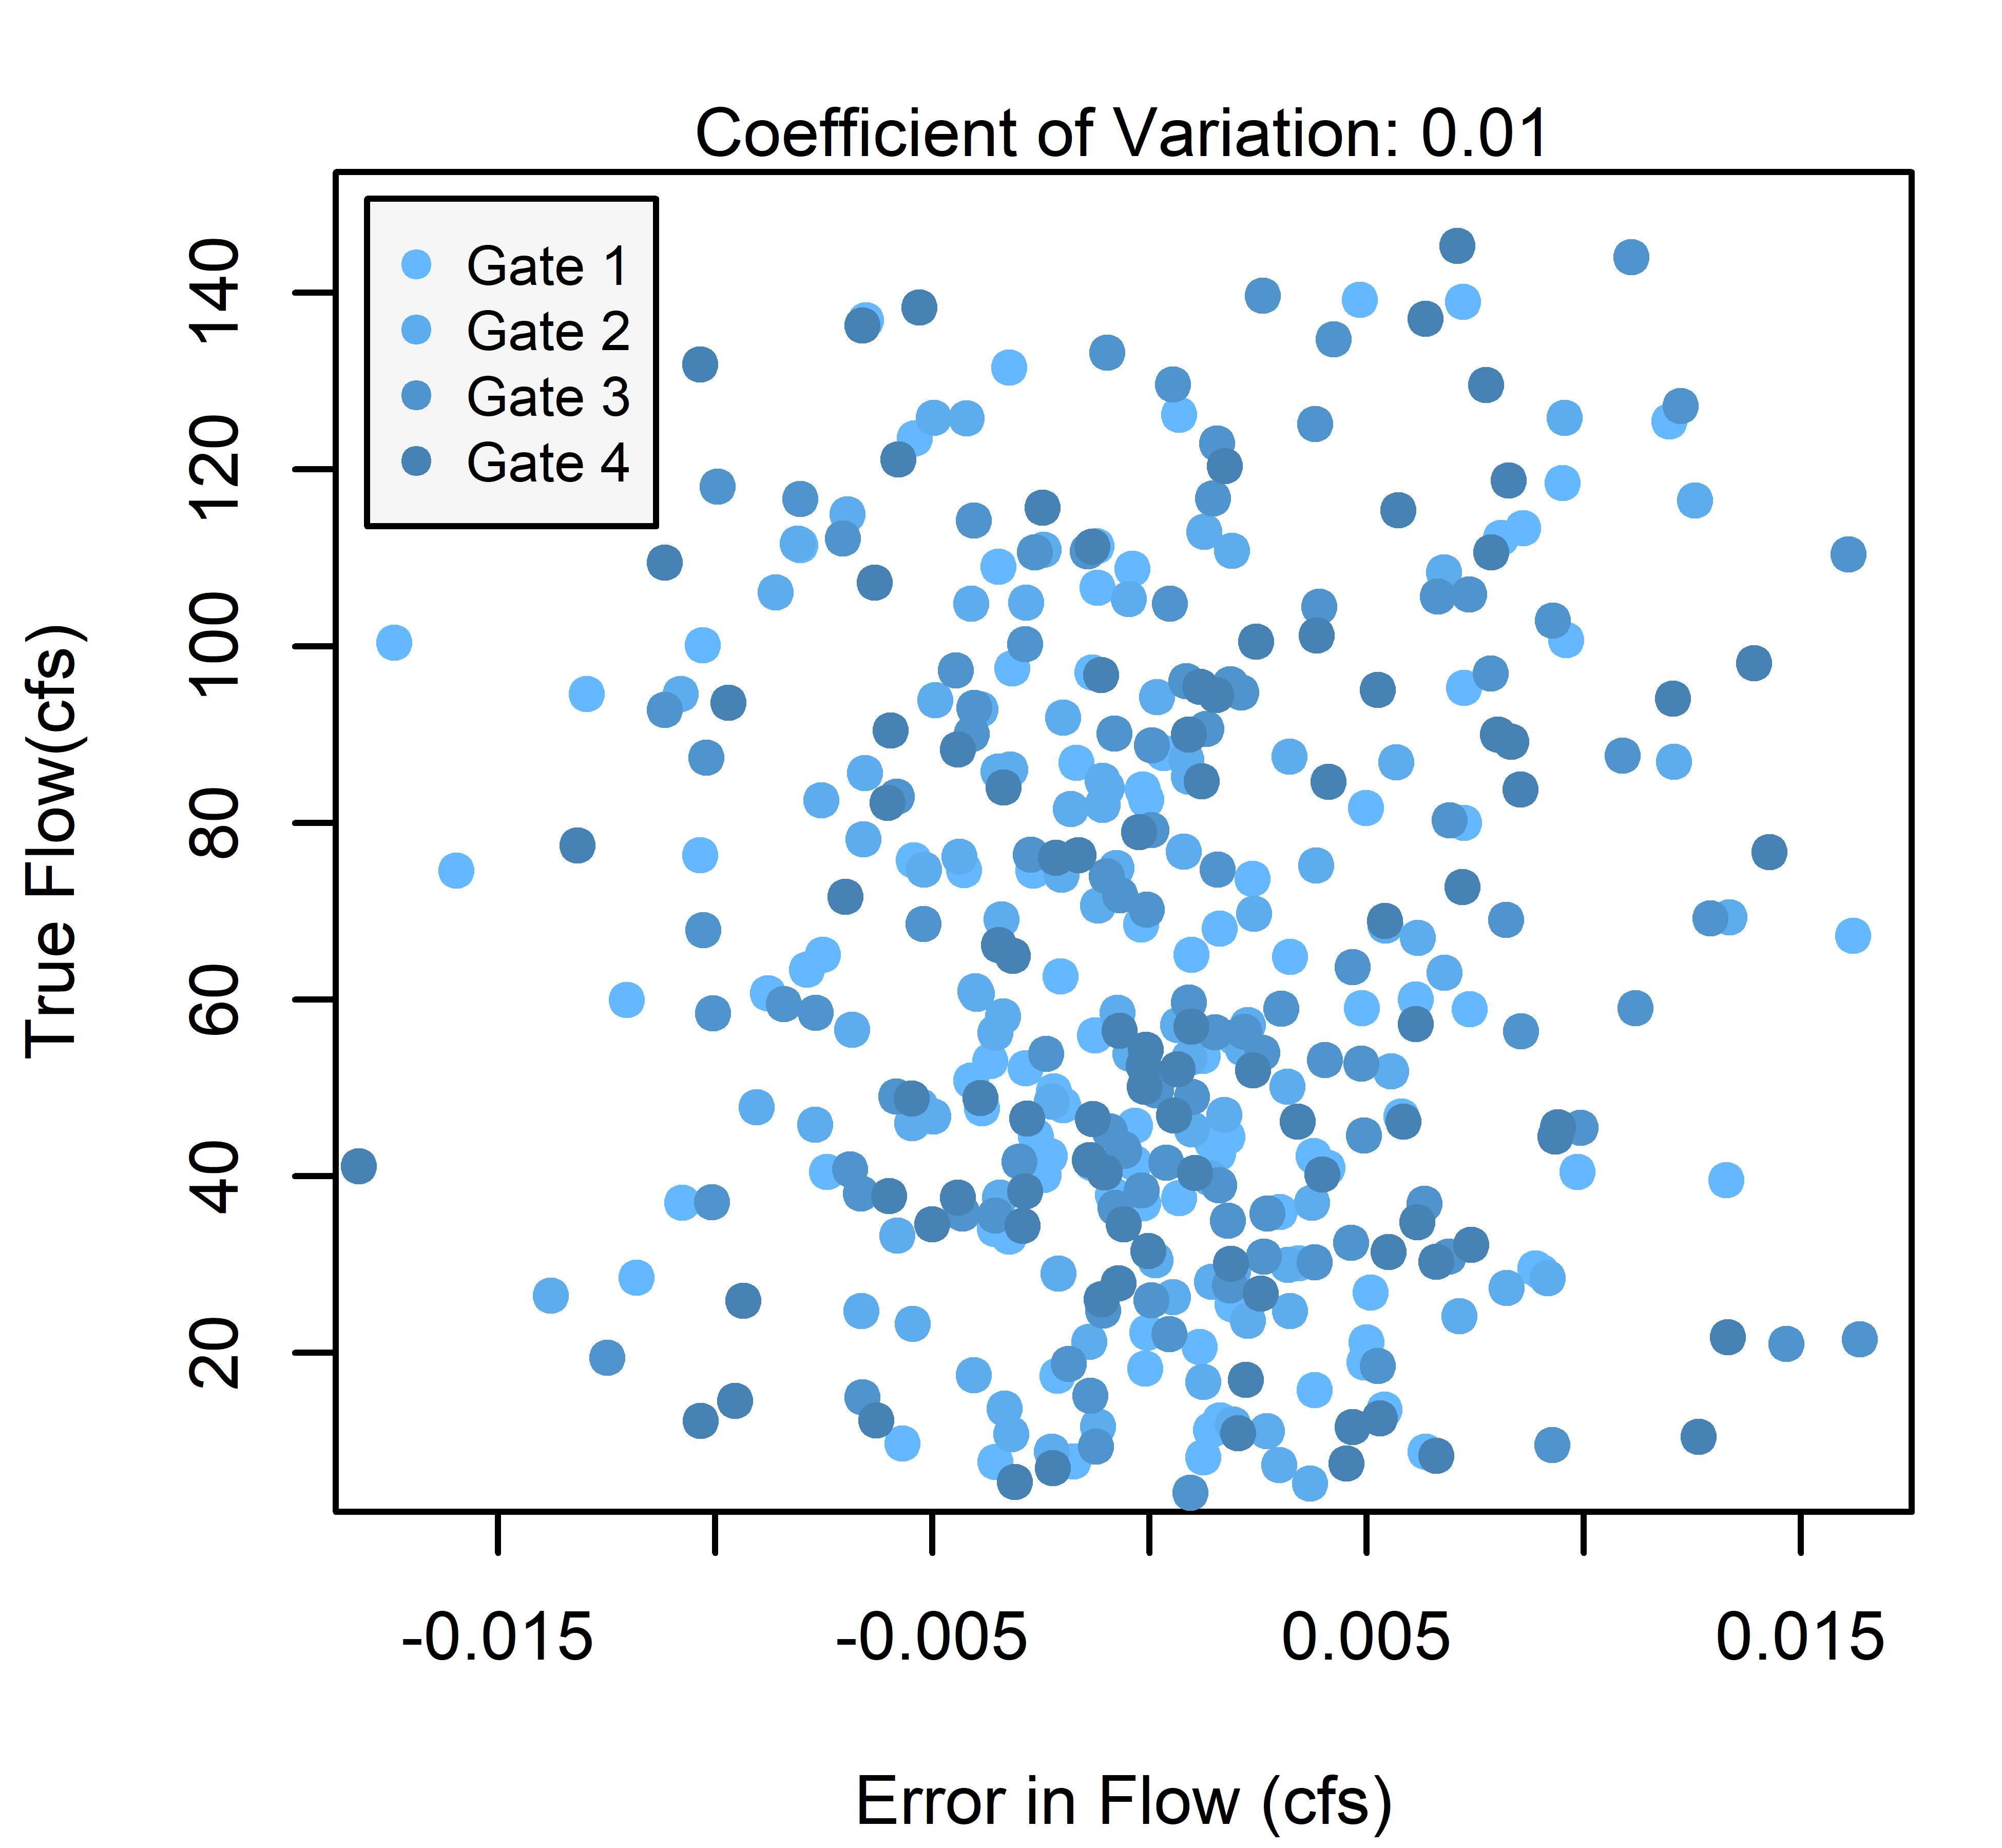 Coefficient of Variation: 0.01
Gate 1
Gate 2
Gate 3
Gate 4
True Flow(cfs)
140
120
100
80
60
40
20
-0.015 -0.005 0.005 0.015
Error in Flow (cfs)